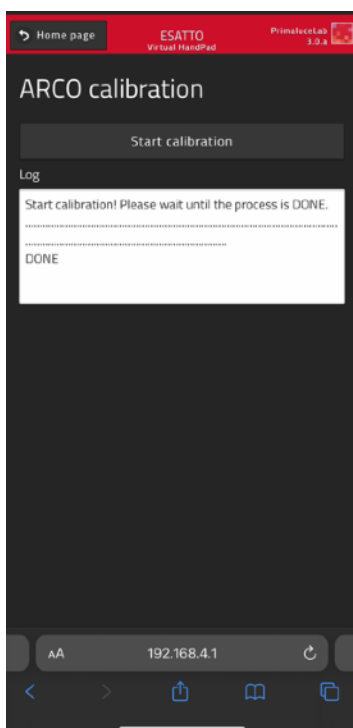 Home page
ESATTO
Virtual HandPad
PrimaluceLab
3.0.a
ARCO calibration
Start calibration
Log
Start calibration! Please wait until the process is DONE.
DONE
AA
192.168.4.1